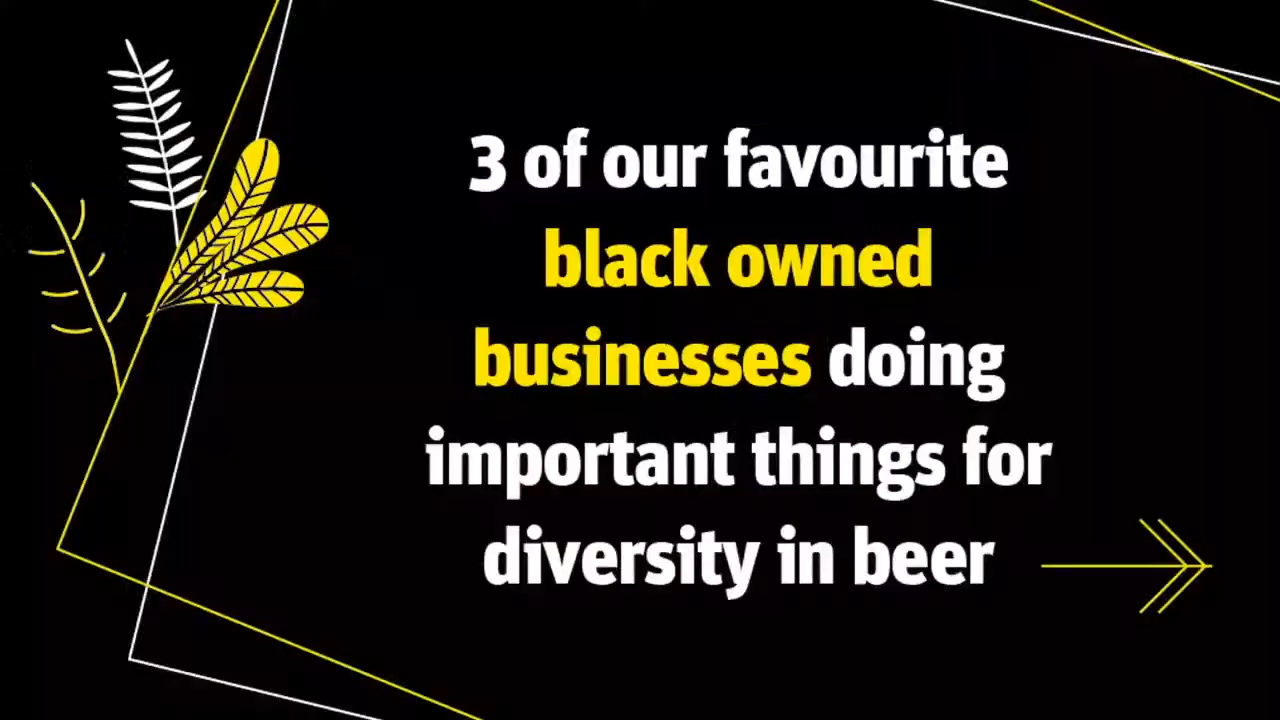 3 of our favourite
black owned
businesses doing
important things for
diversity in beer